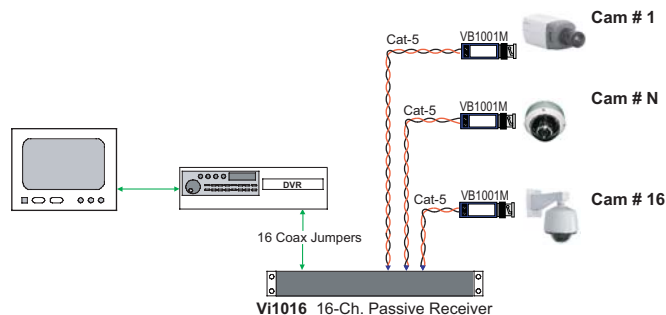 Cam # 1
Cat-5
VB1001M
Cam # N
Cat-5
VB1001M
Cam # 16
Cat-5
VB1001M
DVR
16 Coax Jumpers
Vi1016 16-Ch. Passive Receiver